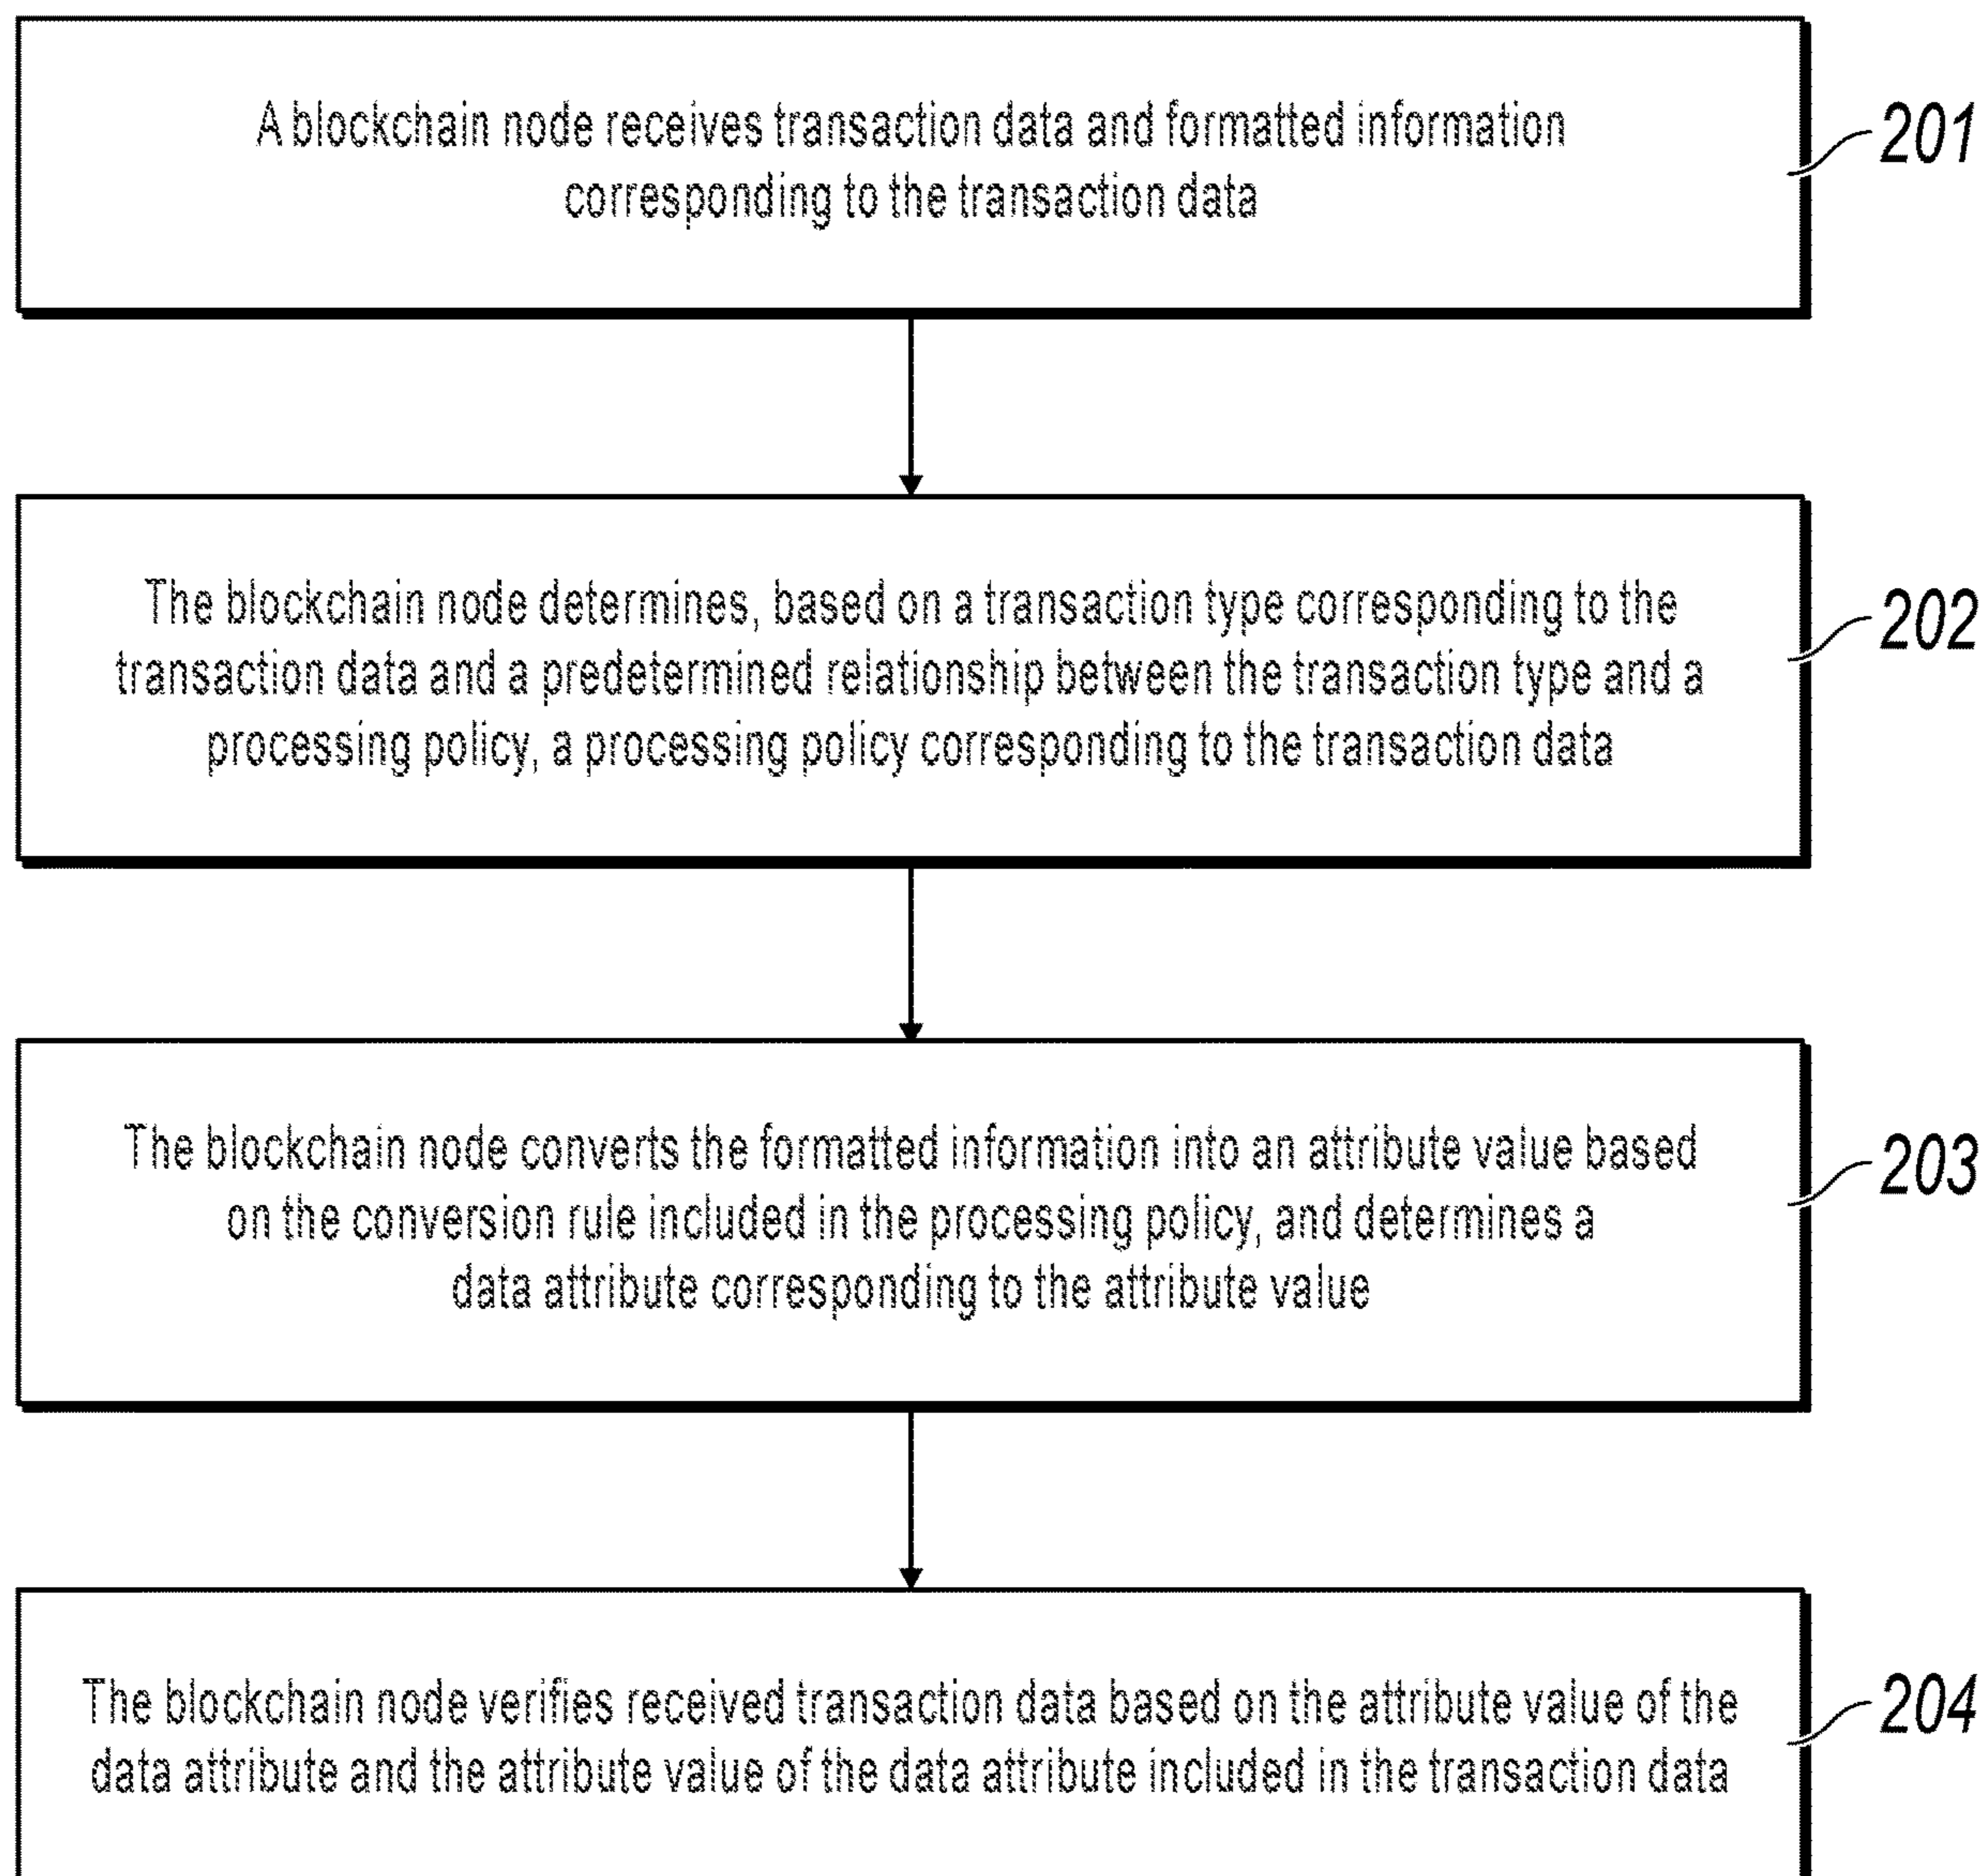 A blockchain node receives transaction data and formatted information
corresponding to the transaction data
201
The blockchain node determines, based on a transaction type corresponding to the
transaction data and a predetermined relationship between the transaction type and a
processing policy, a processing policy corresponding to the transaction data
202
The blockchain node converts the formatted information into an attribute value based
on the conversion rule included in the processing policy, and determines a
data attribute corresponding to the attribute value
203
The blockchain node verifies received transaction data based on the attribute value of the
data attribute and the attribute value of the data attribute included in the transaction data
204